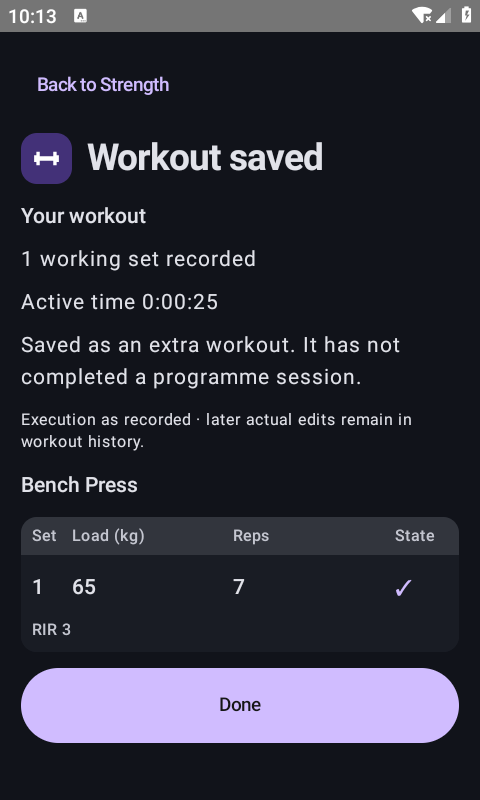 10:13
Back to Strength
Workout saved
Your workout
1 working set recorded
Active time 0:00:25
Saved as an extra workout. It has not
completed a programme session.
Execution as recorded · later actual edits remain in
workout history.
Bench Press
Set Load (kg) Reps State
1 65 7 ✓
RIR 3
Done